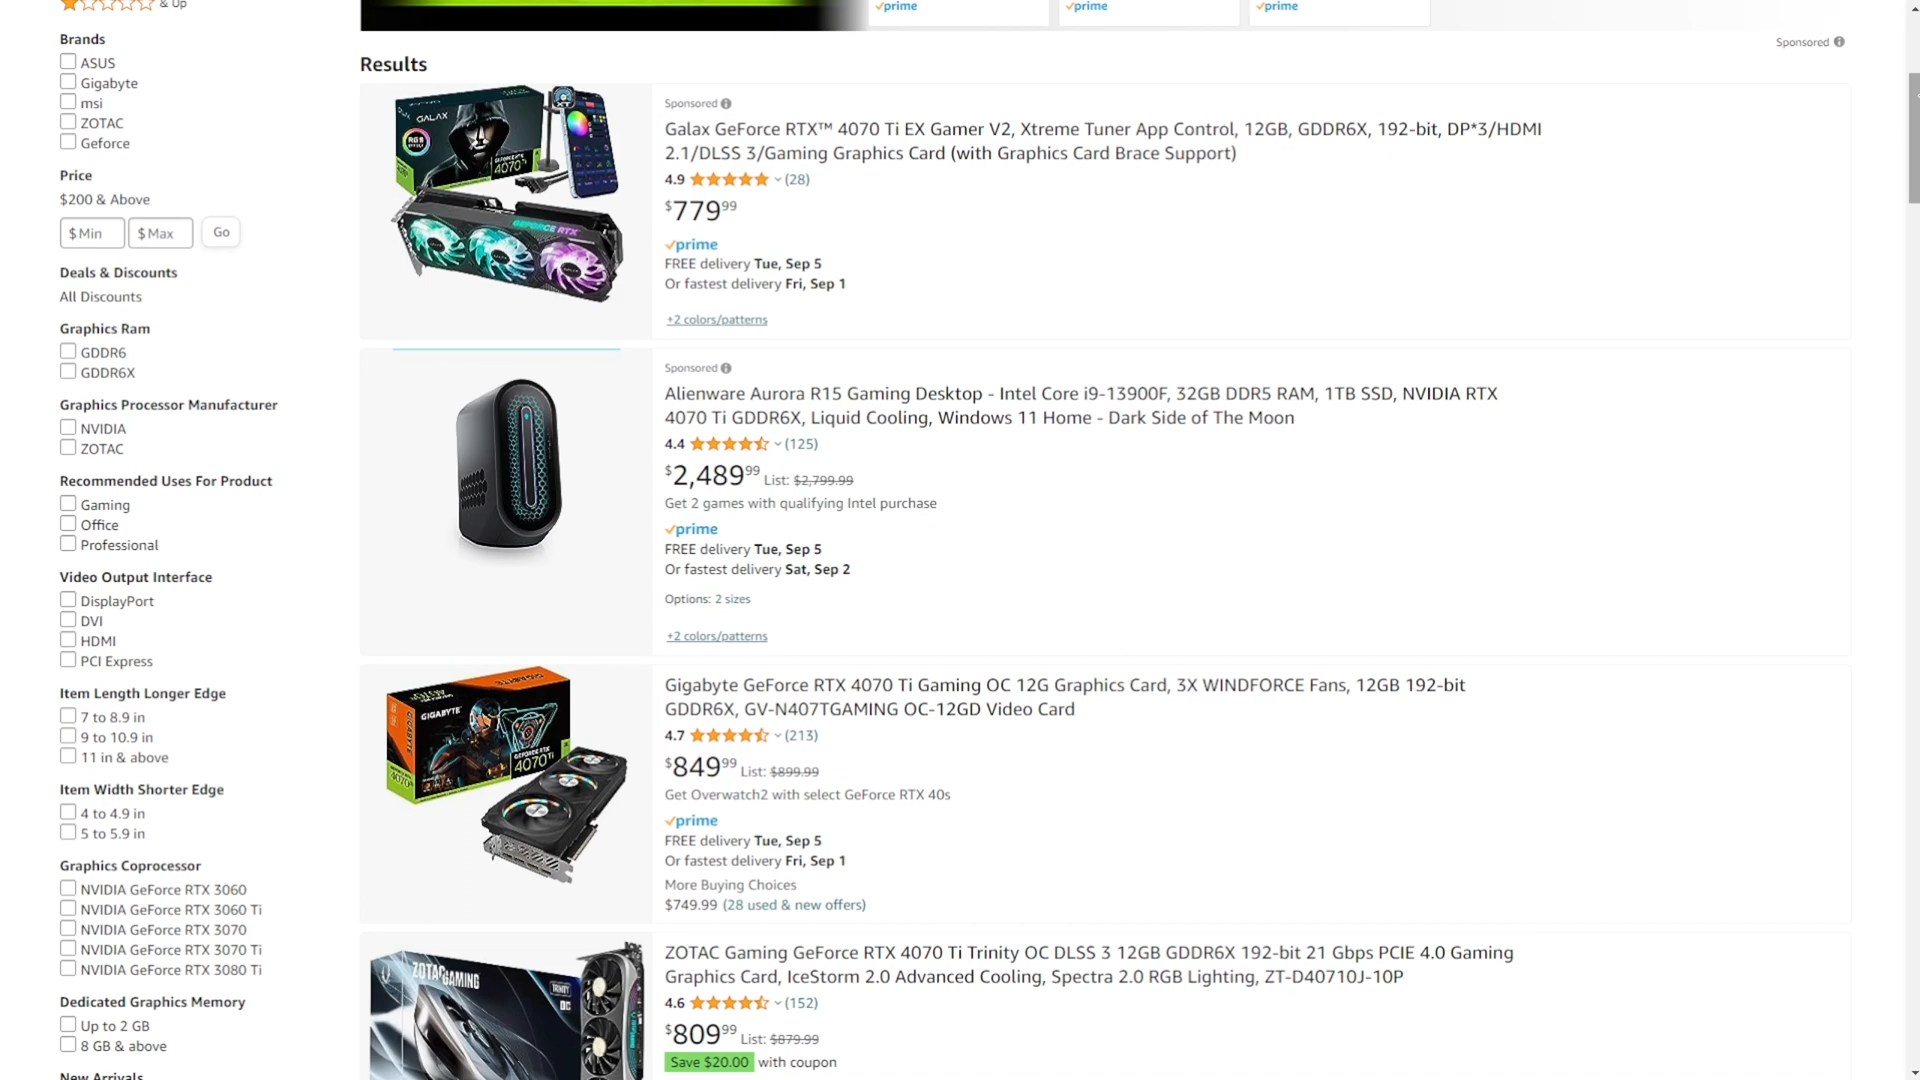 & Up
Brands
ASUS
Gigabyte
msi
ZOTAC
Geforce
Price
$200 & Above
$ Min
$ Max
Go
Deals & Discounts
All Discounts
Graphics Ram
GDDR6
GDDR6X
Graphics Processor Manufacturer
NVIDIA
ZOTAC
Recommended Uses For Product
Gaming
Office
Professional
Video Output Interface
DisplayPort
DVI
HDMI
PCI Express
Item Length Longer Edge
7 to 8.9 in
9 to 10.9 in
11 in & above
Item Width Shorter Edge
4 to 4.9 in
5 to 5.9 in
Graphics Coprocessor
NVIDIA GeForce RTX 3060
NVIDIA GeForce RTX 3060 Ti
NVIDIA GeForce RTX 3070
NVIDIA GeForce RTX 3070 Ti
NVIDIA GeForce RTX 3080 Ti
Dedicated Graphics Memory
Up to 2 GB
8 GB & above
New Arrivals
prime
prime
prime
Sponsored
Results
GALAX
4070Ti
GEFORCE RTX
Sponsored
Galax GeForce RTX™ 4070 Ti EX Gamer V2, Xtreme Tuner App Control, 12GB, GDDR6X, 192-bit, DP*3/HDMI
2.1/DLSS 3/Gaming Graphics Card (with Graphics Card Brace Support)
4.9 (28)
$779.99
prime
FREE delivery Tue, Sep 5
Or fastest delivery Fri, Sep 1
+2 colors/patterns
Sponsored
Alienware Aurora R15 Gaming Desktop - Intel Core i9-13900F, 32GB DDR5 RAM, 1TB SSD, NVIDIA RTX
4070 Ti GDDR6X, Liquid Cooling, Windows 11 Home - Dark Side of The Moon
4.4 (125)
$2,489.99 List: $2,799.99
Get 2 games with qualifying Intel purchase
prime
FREE delivery Tue, Sep 5
Or fastest delivery Sat, Sep 2
Options: 2 sizes
+2 colors/patterns
GIGABYTE
GEFORCE RTX
4070Ti
Gigabyte GeForce RTX 4070 Ti Gaming OC 12G Graphics Card, 3X WINDFORCE Fans, 12GB 192-bit
GDDR6X, GV-N407TGAMING OC-12GD Video Card
4.7 (213)
$849.99 List: $899.99
Get Overwatch2 with select GeForce RTX 40s
prime
FREE delivery Tue, Sep 5
Or fastest delivery Fri, Sep 1
More Buying Choices
$749.99 (28 used & new offers)
ZOTAC GAMING
TRINITY
OC
ZOTAC Gaming GeForce RTX 4070 Ti Trinity OC DLSS 3 12GB GDDR6X 192-bit 21 Gbps PCIE 4.0 Gaming
Graphics Card, IceStorm 2.0 Advanced Cooling, Spectra 2.0 RGB Lighting, ZT-D40710J-10P
4.6 (152)
$809.99 List: $879.99
Save $20.00 with coupon